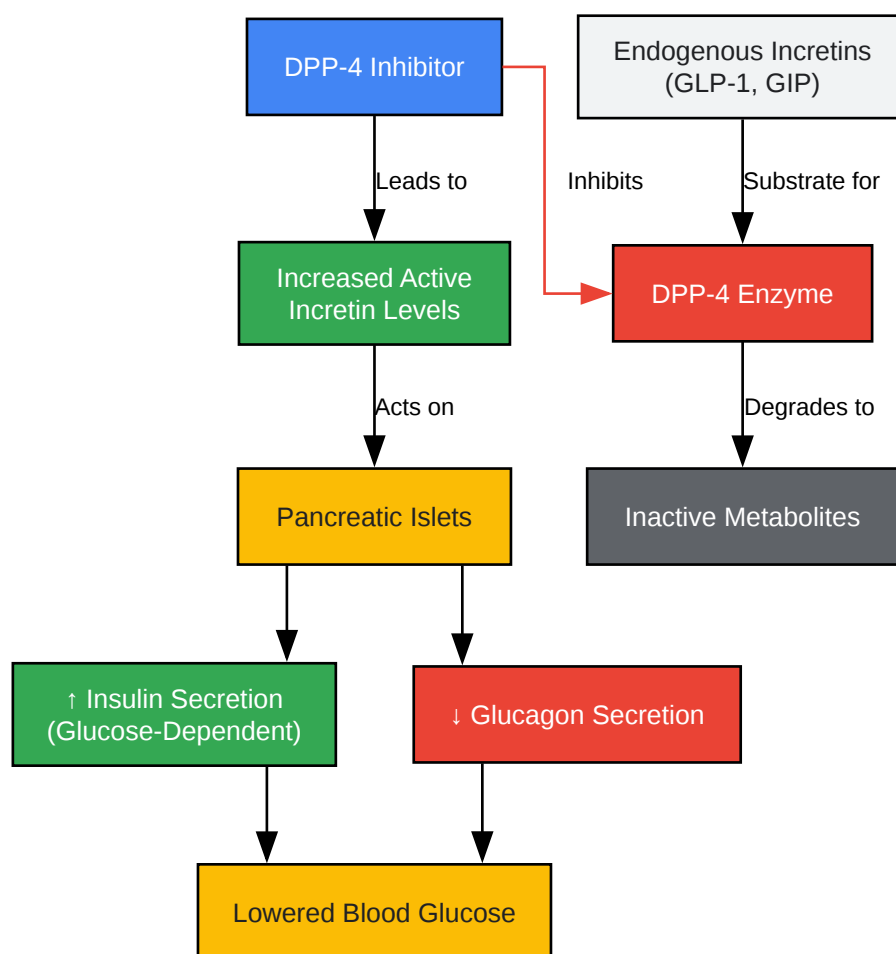 DPP-4 Inhibitor
Endogenous Incretins
(GLP-1, GIP)
Leads to
Inhibits
Substrate for
Increased Active
Incretin Levels
DPP-4 Enzyme
Acts on
Degrades to
Pancreatic Islets
Inactive Metabolites
↑ Insulin Secretion
(Glucose-Dependent)
↓ Glucagon Secretion
Lowered Blood Glucose